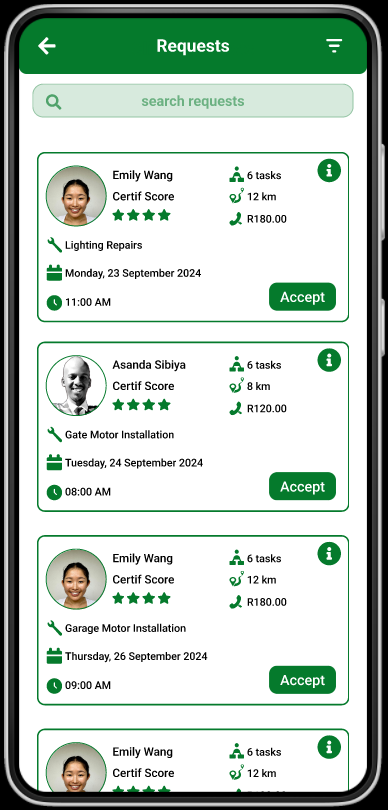 Requests
search requests
Emily Wang 6 tasks
Certif Score 12 km
R180.00
Lighting Repairs
Monday, 23 September 2024
11:00 AM Accept
Asanda Sibiya 6 tasks
Certif Score 8 km
R120.00
Gate Motor Installation
Tuesday, 24 September 2024
08:00 AM Accept
Emily Wang 6 tasks
Certif Score 12 km
R180.00
Garage Motor Installation
Thursday, 26 September 2024
09:00 AM Accept
Emily Wang 6 tasks
Certif Score 12 km